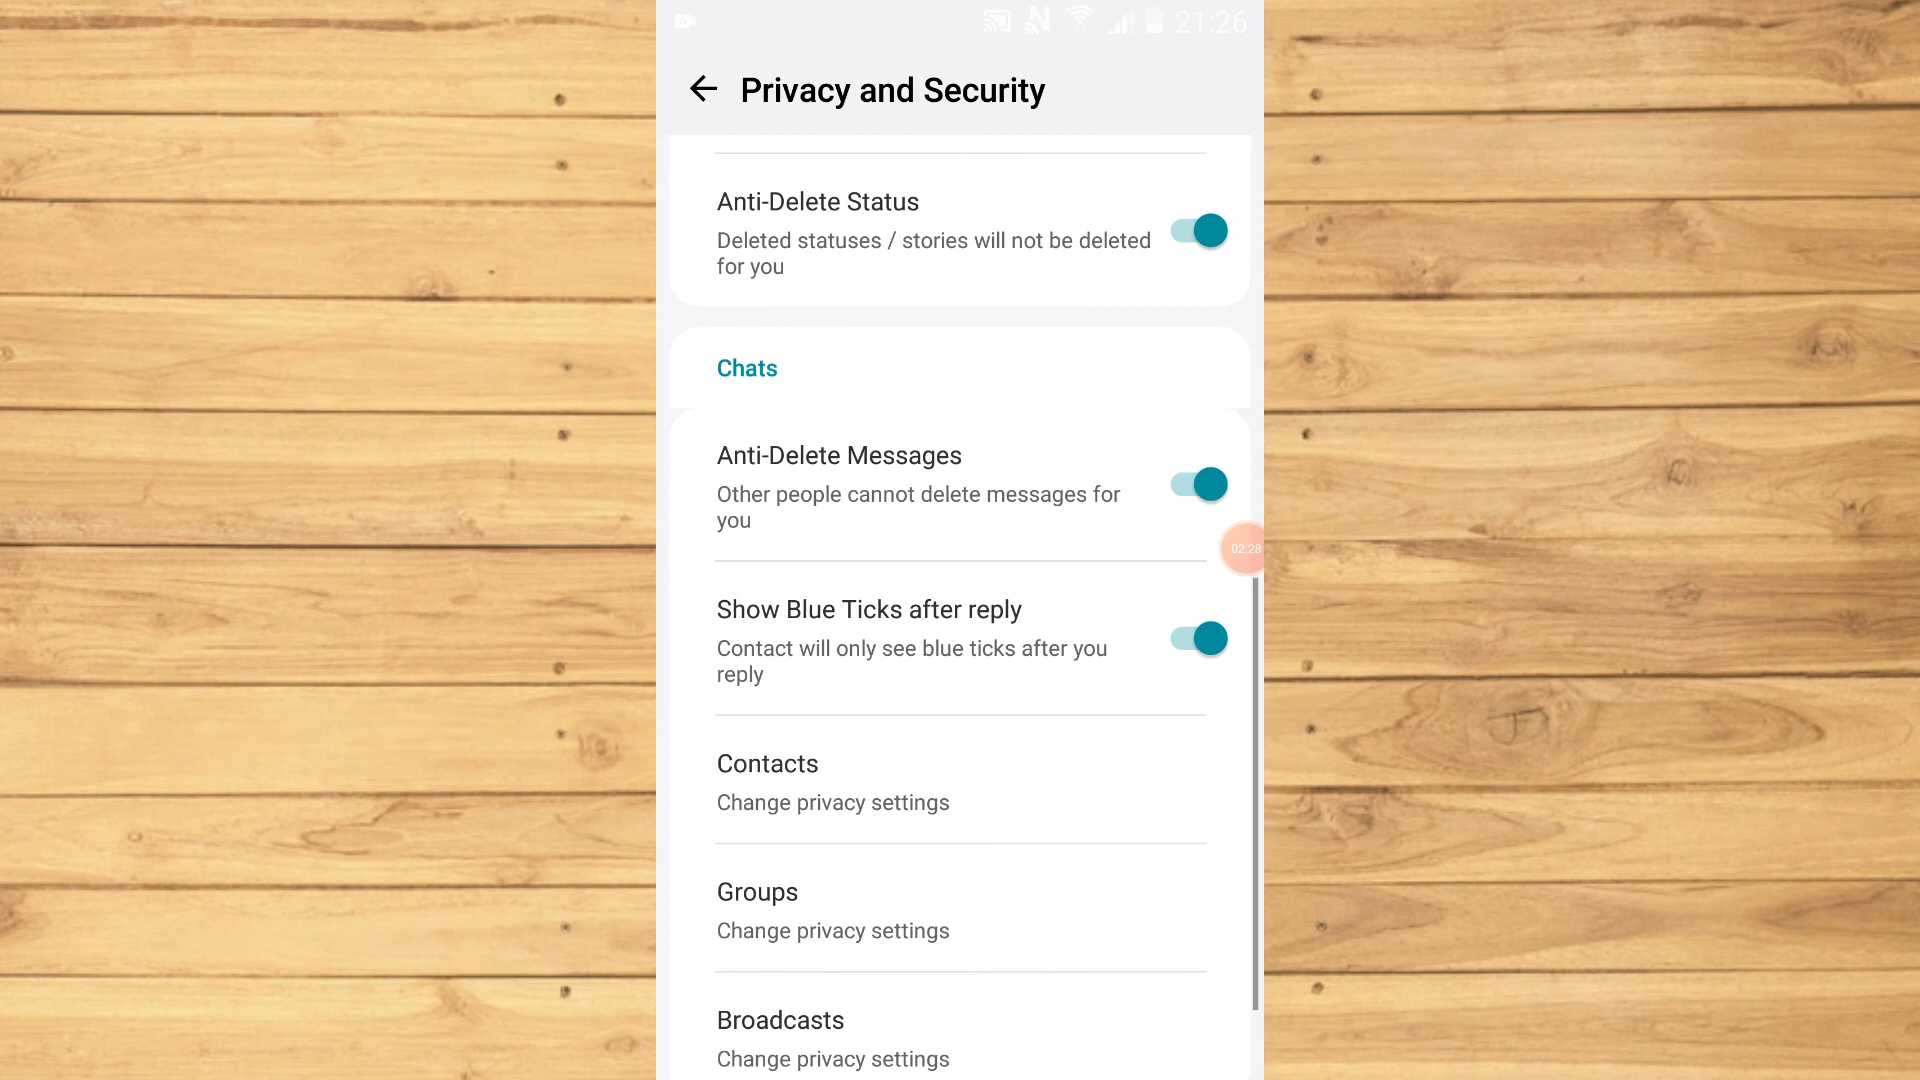 21:26
Privacy and Security
Anti-Delete Status
Deleted statuses / stories will not be deleted
for you
Chats
Anti-Delete Messages
Other people cannot delete messages for
you
02:28
Show Blue Ticks after reply
Contact will only see blue ticks after you
reply
Contacts
Change privacy settings
Groups
Change privacy settings
Broadcasts
Change privacy settings